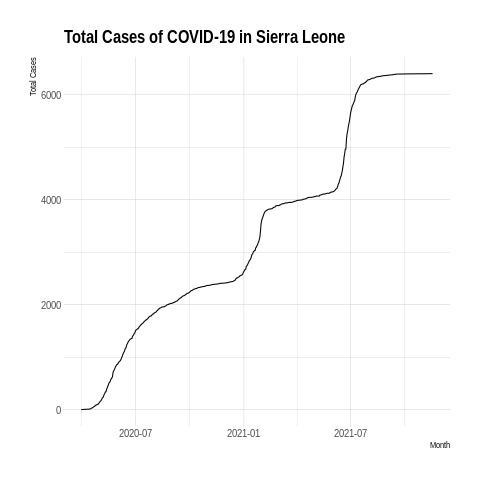 Total Cases of COVID-19 in Sierra Leone
Total Cases
6000
4000
2000
0
2020-07 2021-01 2021-07
Month